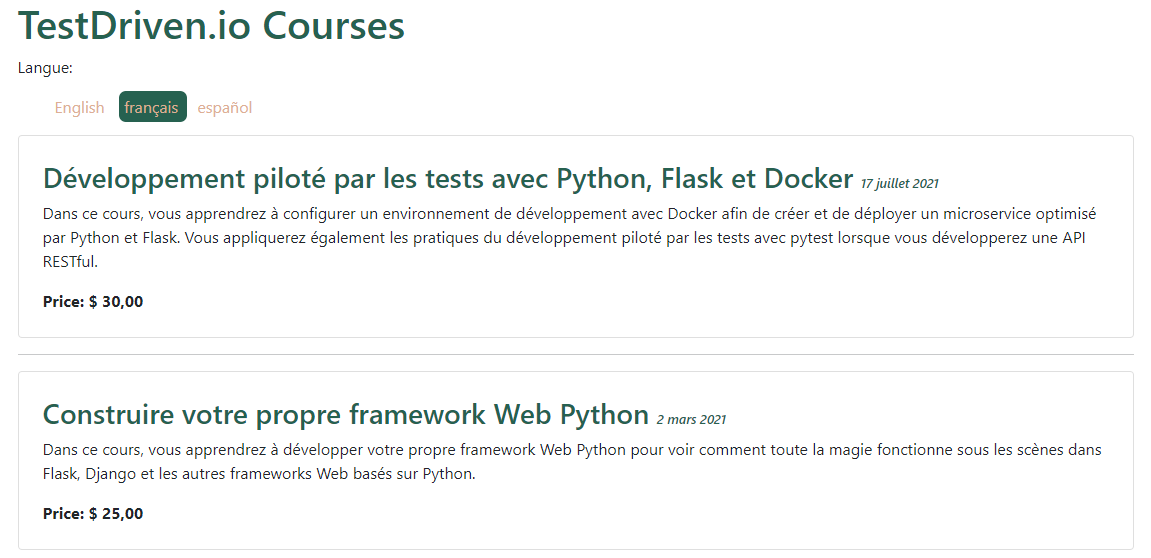 TestDriven.io Courses
Langue:
English français español
Développement piloté par les tests avec Python, Flask et Docker 17 juillet 2021
Dans ce cours, vous apprendrez à configurer un environnement de développement avec Docker afin de créer et de déployer un microservice optimisé
par Python et Flask. Vous appliquerez également les pratiques du développement piloté par les tests avec pytest lorsque vous développerez une API
RESTful.
Price: $ 30,00
Construire votre propre framework Web Python 2 mars 2021
Dans ce cours, vous apprendrez à développer votre propre framework Web Python pour voir comment toute la magie fonctionne sous les scènes dans
Flask, Django et les autres frameworks Web basés sur Python.
Price: $ 25,00